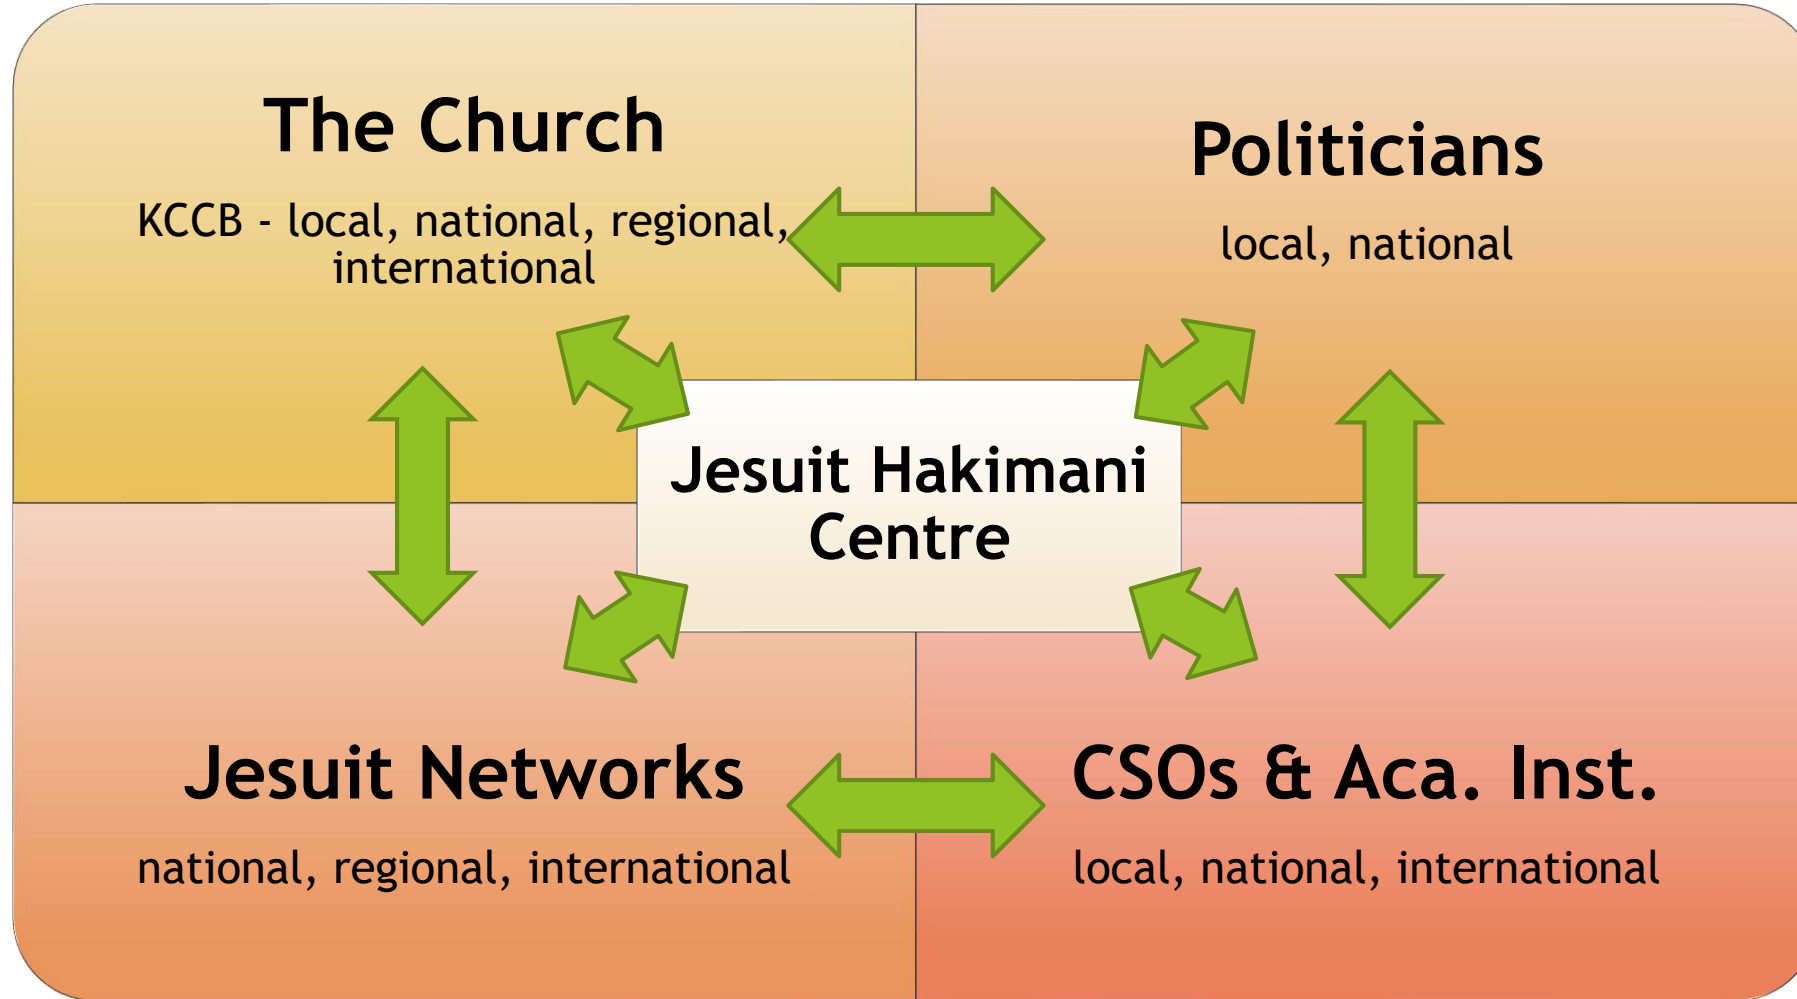 The Church
KCCB - local, national, regional,
international
Politicians
local, national
Jesuit Hakimani
Centre
Jesuit Networks
national, regional, international
CSOs & Aca. Inst.
local, national, international